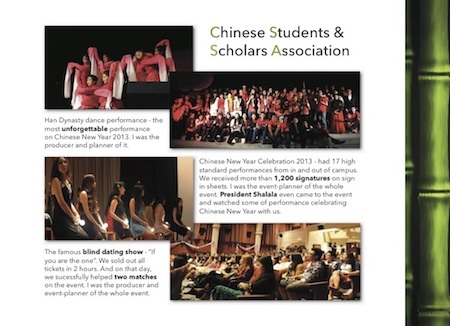 Chinese Students &
Scholars Association
Han Dynasty dance performance - the
most unforgettable performance
on Chinese New Year 2013. I was the
producer and planner of it.
Chinese New Year Celebration 2013 - had 17 high
standard performances from in and out of campus.
We received more than 1,200 signatures on sign
in sheets. I was the event-planner of the whole
event. President Shalala even came to the event
and watched some of performance celebrating
Chinese New Year with us.
The famous blind dating show - "If
you are the one". We sold out all
tickets in 2 hours. And on that day,
we sucessfully helped two matches
on the event. I was the producer and
event-planner of the whole event.